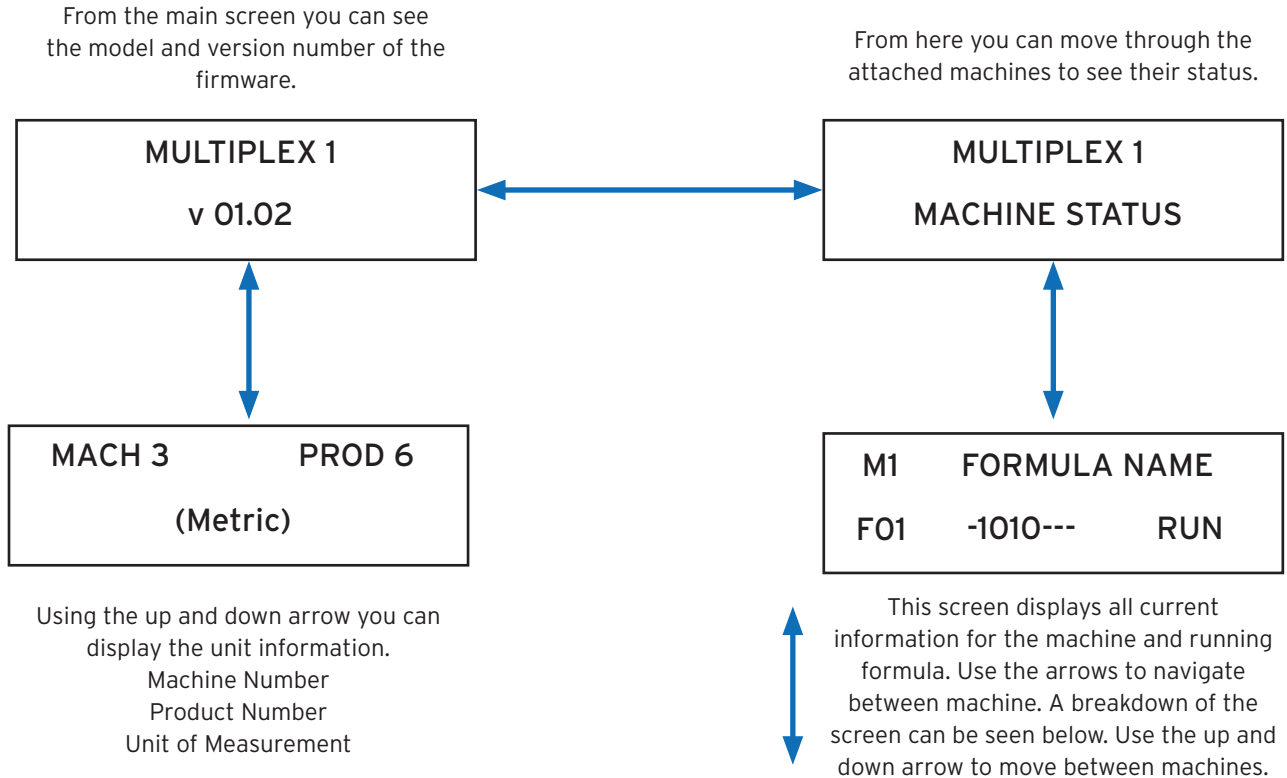 From the main screen you can see
the model and version number of the
firmware.
MULTIPLEX 1
v 01.02
MACH 3 PROD 6
(Metric)
Using the up and down arrow you can
display the unit information.
Machine Number
Product Number
Unit of Measurement
From here you can move through the
attached machines to see their status.
MULTIPLEX 1
MACHINE STATUS
M1 FORMULA NAME
F01 -1010--- RUN
This screen displays all current
information for the machine and running
formula. Use the arrows to navigate
between machine. A breakdown of the
screen can be seen below. Use the up and
down arrow to move between machines.